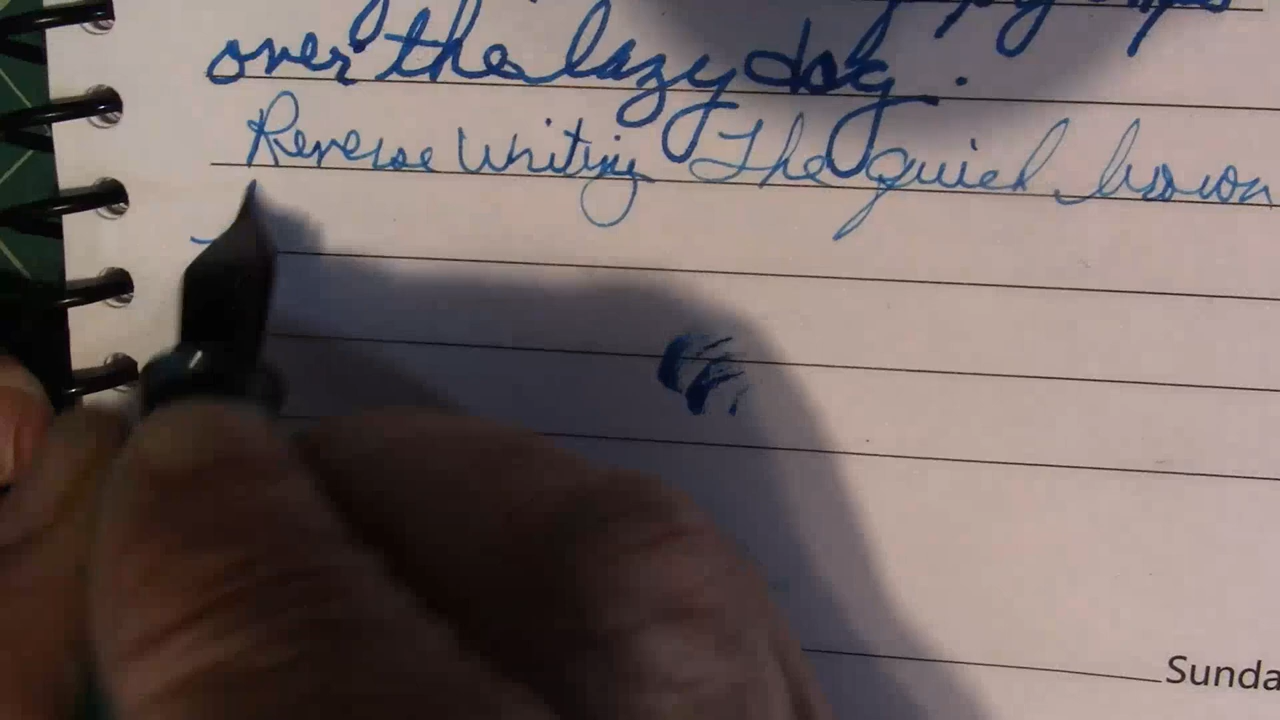 over the lazy dog.
Reverse Writing The quick brown
Sunda